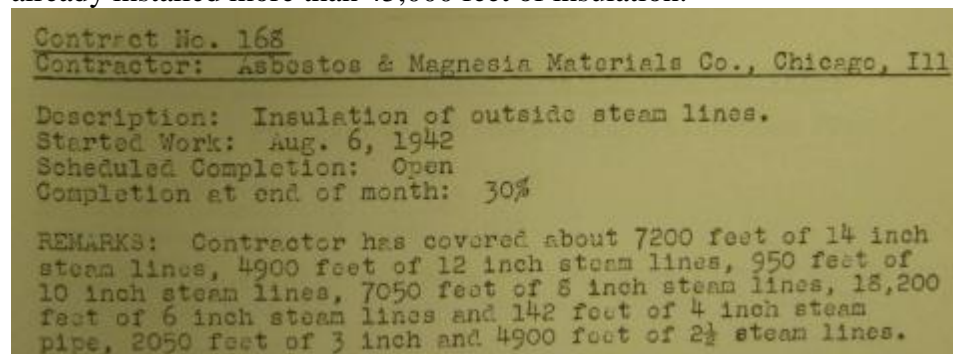 already installed more than 45,000 feet of insulation.
Contract No. 168
Contractor: Asbestos & Magnesia Materials Co., Chicago, Ill
Description: Insulation of outside steam lines.
Started Work: Aug. 6, 1942
Scheduled Completion: Open
Completion at end of month: 30%
REMARKS: Contractor has covered about 7200 feet of 14 inch
steam lines, 4900 feet of 12 inch steam lines, 950 feet of
10 inch steam lines, 7050 feet of 8 inch steam lines, 18,200
feet of 6 inch steam lines and 142 feet of 4 inch steam
pipe, 2050 feet of 3 inch and 4900 feet of 2½ steam lines.